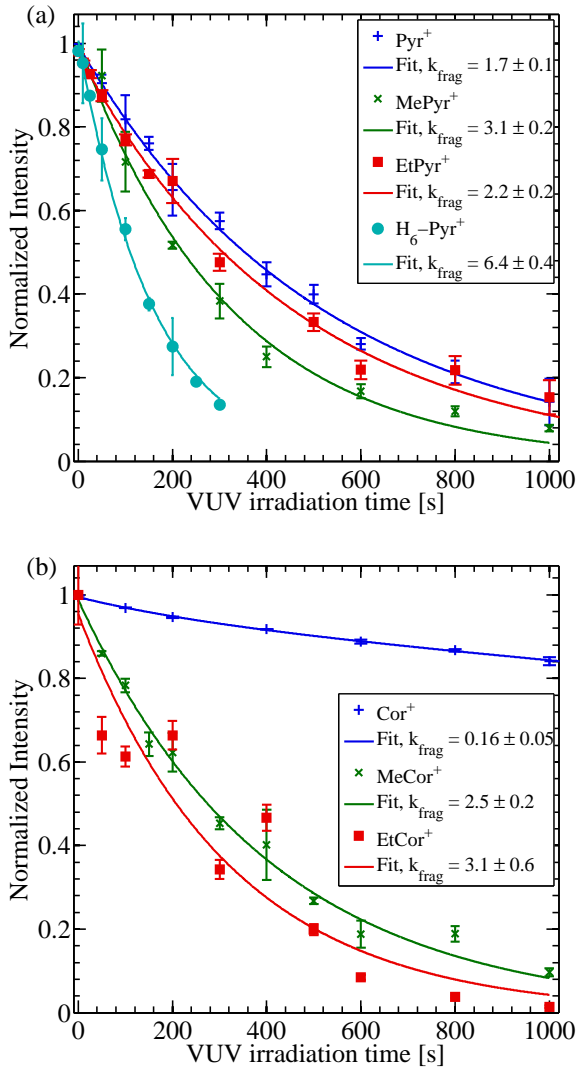 (a)
1
0.8
0.6
0.4
0.2
0
Normalized Intensity
Pyr+
Fit, kfrag = 1.7 ± 0.1
MePyr+
Fit, kfrag = 3.1 ± 0.2
EtPyr+
Fit, kfrag = 2.2 ± 0.2
H6−Pyr+
Fit, kfrag = 6.4 ± 0.4
0 200 400 600 800 1000
VUV irradiation time [s]
(b)
1
0.8
0.6
0.4
0.2
0
Normalized Intensity
Cor+
Fit, kfrag = 0.16 ± 0.05
MeCor+
Fit, kfrag = 2.5 ± 0.2
EtCor+
Fit, kfrag = 3.1 ± 0.6
0 200 400 600 800 1000
VUV irradiation time [s]